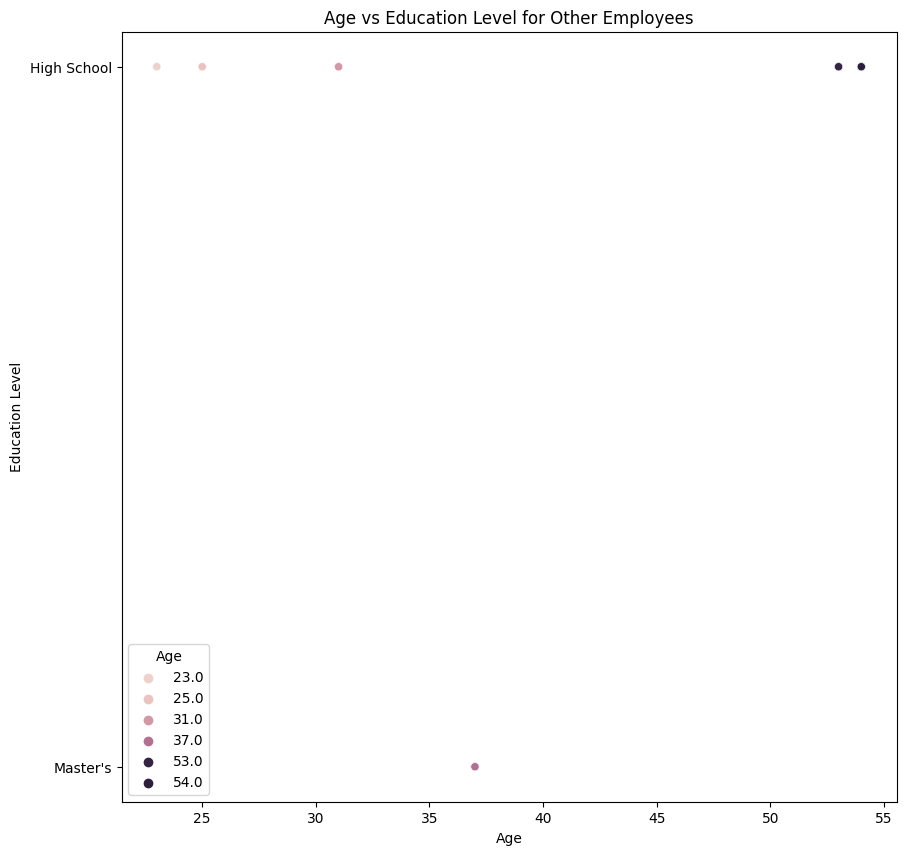 Age vs Education Level for Other Employees
High School
Education Level
Master's
Age
23.0
25.0
31.0
37.0
53.0
54.0
25 30 35 40 45 50 55
Age